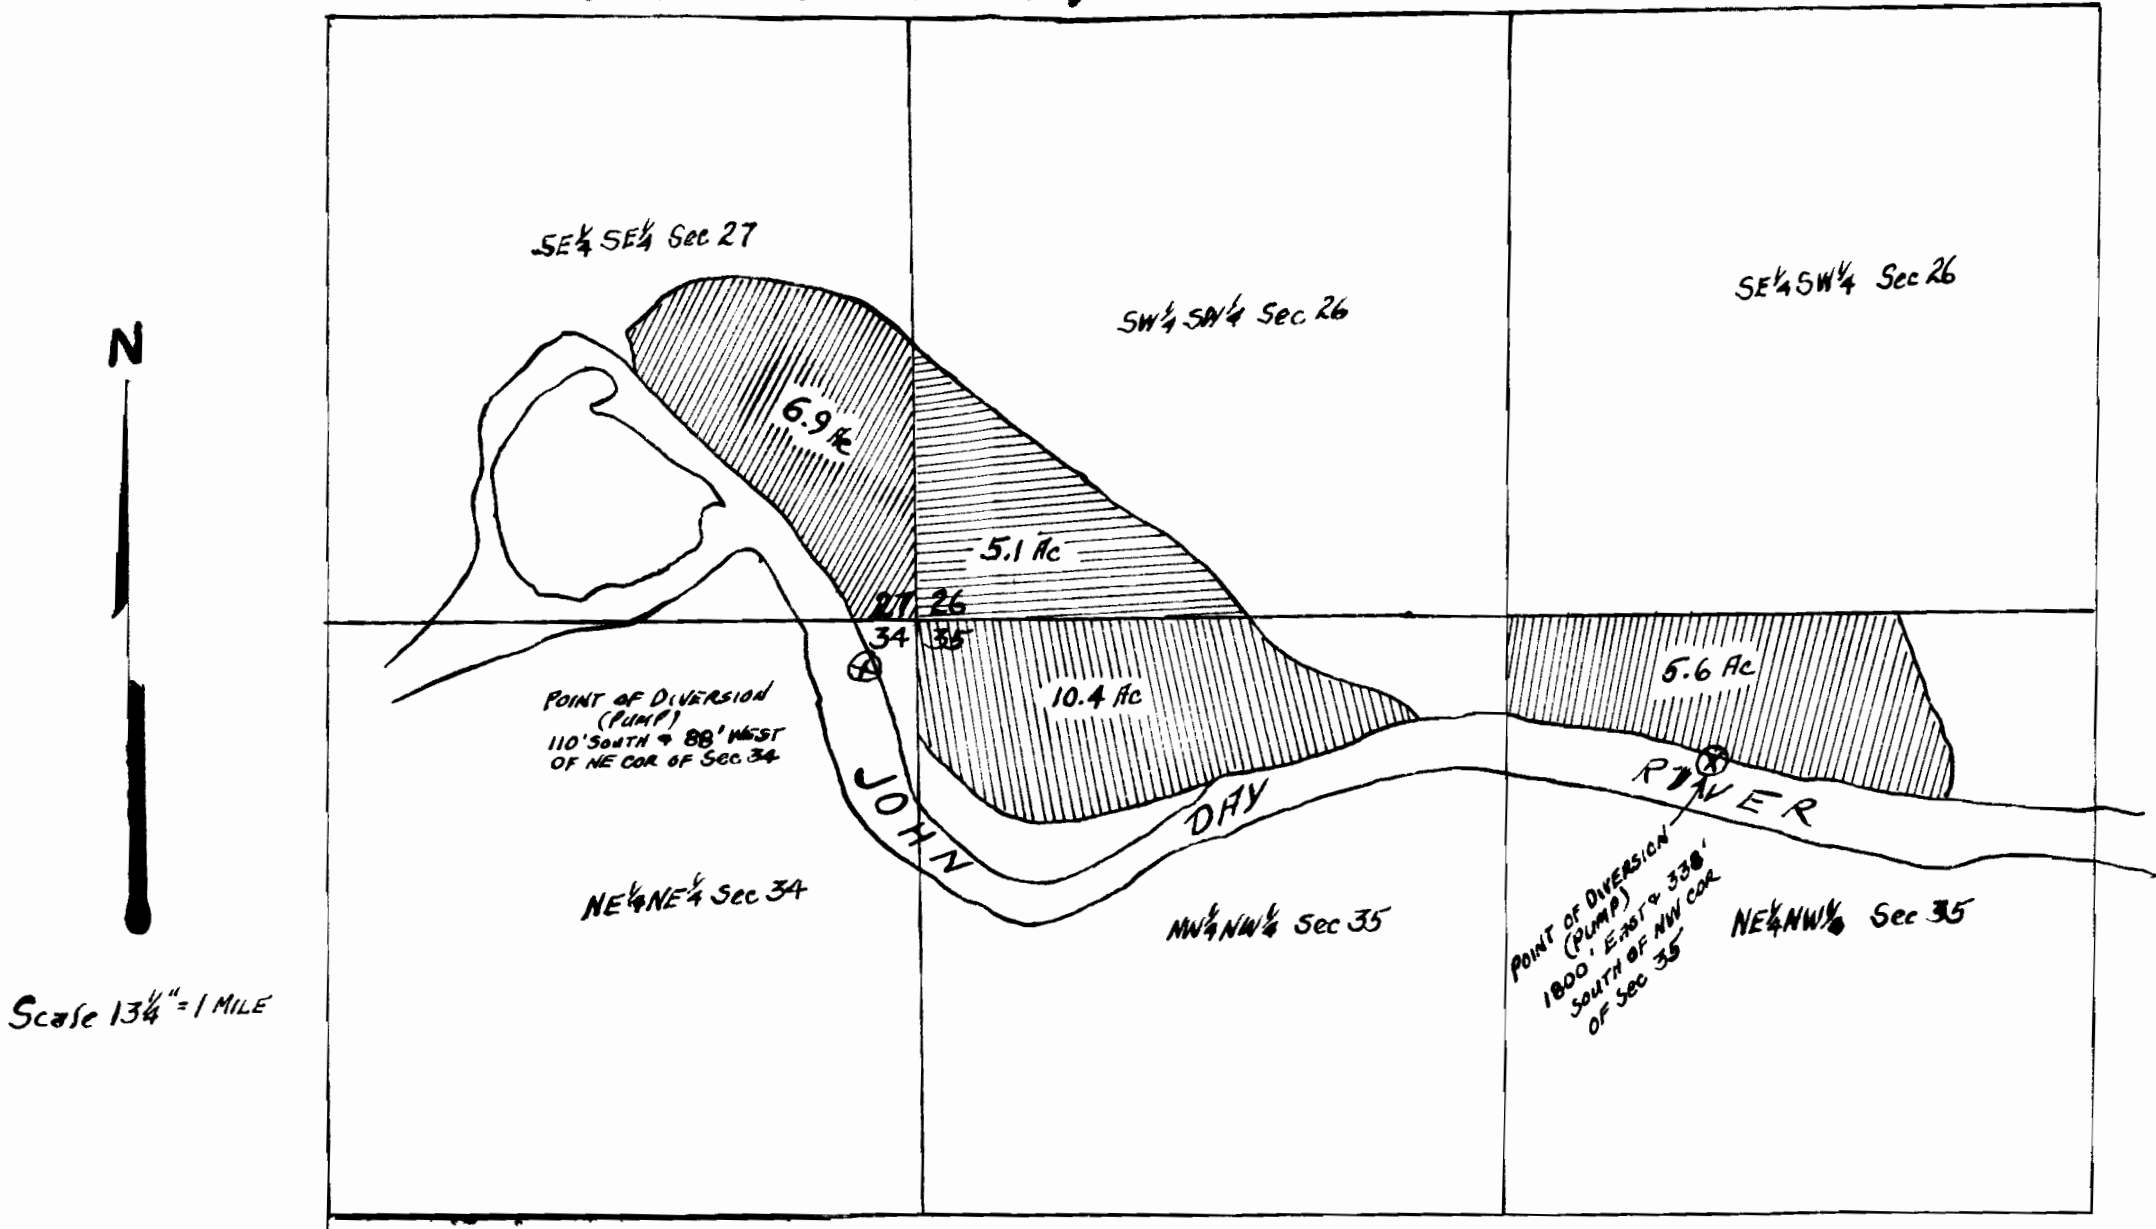 SE¼ SE¼ Sec 27
SW¼ SW¼ Sec 26
SE¼ SW¼ Sec 26
N
6.9 Ac
5.1 Ac
27 26
34 35
10.4 Ac
5.6 Ac
POINT OF DIVERSION
(PUMP)
110' SOUTH & 88' WEST
OF NE COR OF SEC 34
JOHN
DAY
RIVER
POINT OF DIVERSION
(PUMP)
1800' EAST & 338'
SOUTH OF NW COR
OF SEC 35
NE¼ NE¼ Sec 34
NW¼ NW¼ Sec 35
NE¼ NW¼ Sec 35
Scale 13¼" = 1 MILE